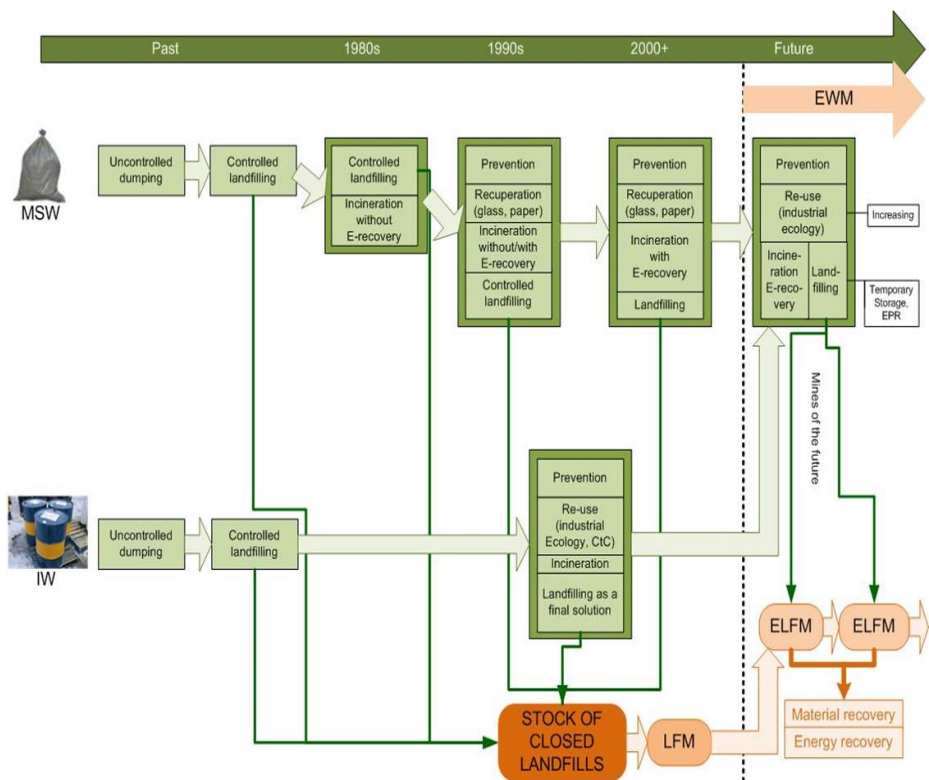 Past
1980s
1990s
2000+
Future
EWM
MSW
Uncontrolled
dumping
Controlled
landfilling
Controlled
landfilling
Incineration
without
E-recovery
Prevention
Recuperation
(glass, paper)
Incineration
without/with
E-recovery
Controlled
landfilling
Prevention
Recuperation
(glass, paper)
Incineration
with
E-recovery
Landfilling
Prevention
Re-use
(industrial
ecology)
Incine-
ration
E-reco-
very
Land-
filling
Increasing
Temporary
Storage,
EPR
Mines of the future
IW
Uncontrolled
dumping
Controlled
landfilling
Prevention
Re-use
(industrial
Ecology, CtC)
Incineration
Landfilling as a
final solution
STOCK OF
CLOSED
LANDFILLS
LFM
ELFM
ELFM
Material recovery
Energy recovery